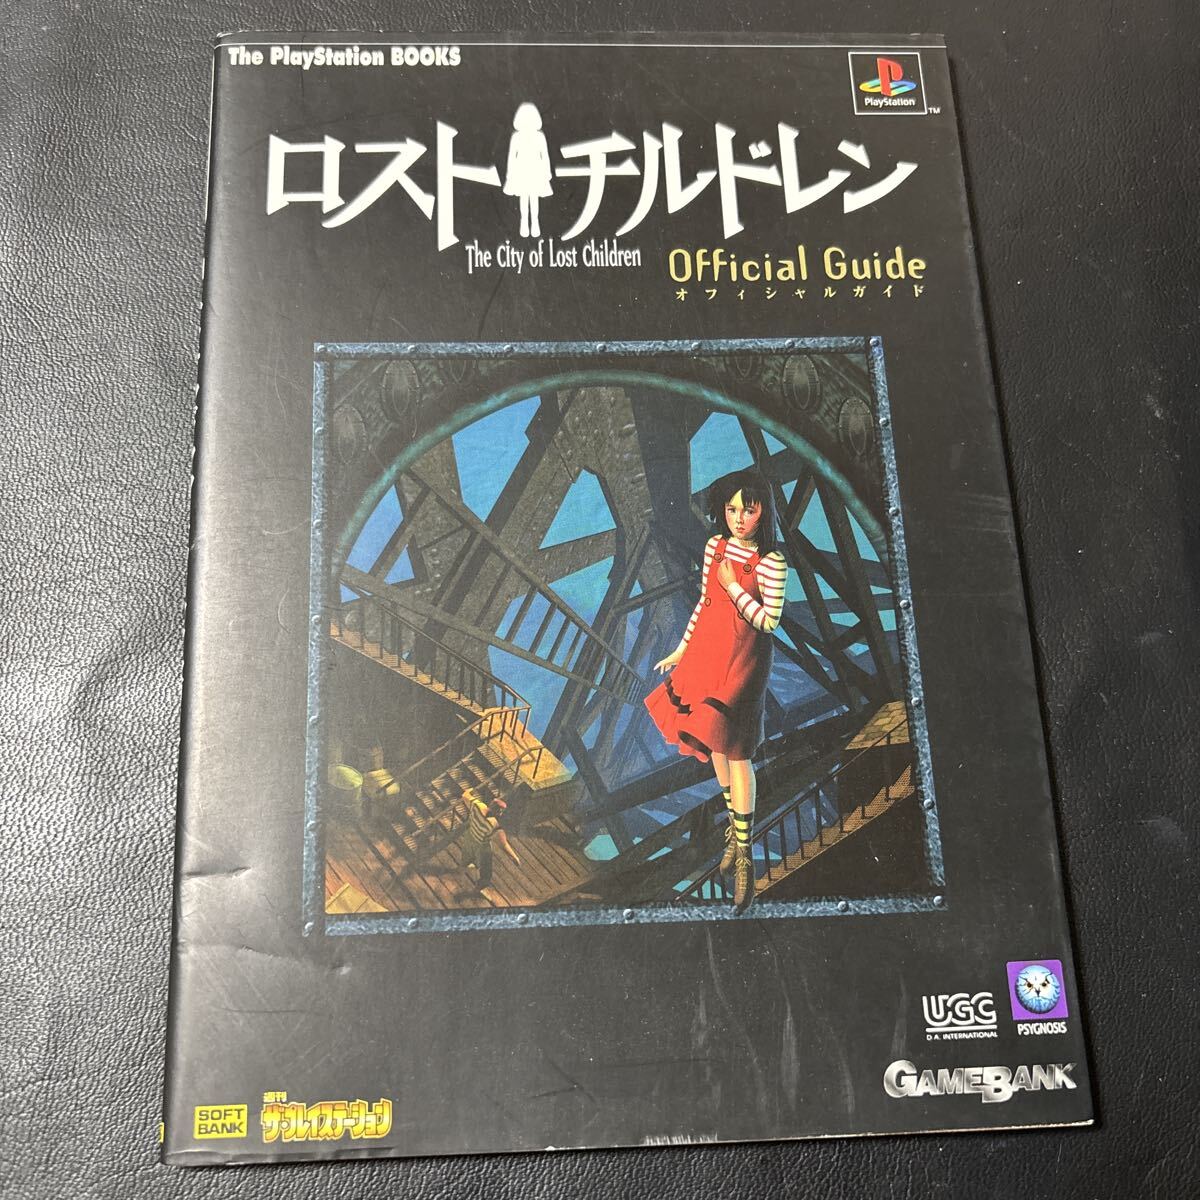 The PlayStation BOOKS
PlayStation
TM
ロストチルドレン
The City of Lost Children
Official Guide
オフィシャルガイド
UGC
D.A. INTERNATIONAL
PSYGNOSIS
GAMEBANK
SOFT
BANK
週刊
ザ・プレイステーション